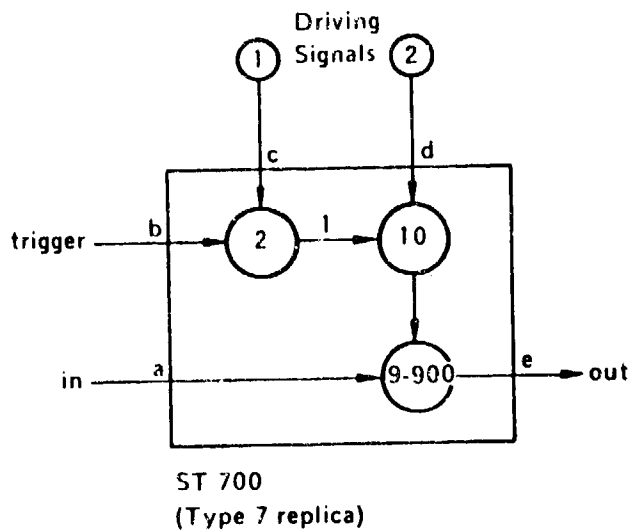 Driving
Signals
1
2
c
d
trigger
b
2
1
10
in
a
9-900
e
out
ST 700
(Type 7 replica)